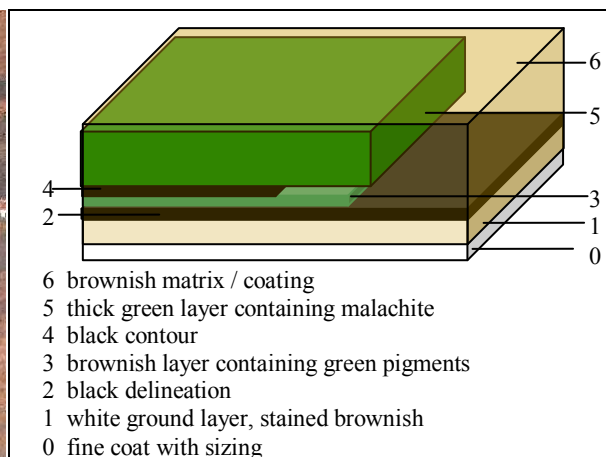 6
5
4
3
2
1
0
6 brownish matrix / coating
5 thick green layer containing malachite
4 black contour
3 brownish layer containing green pigments
2 black delineation
1 white ground layer, stained brownish
0 fine coat with sizing